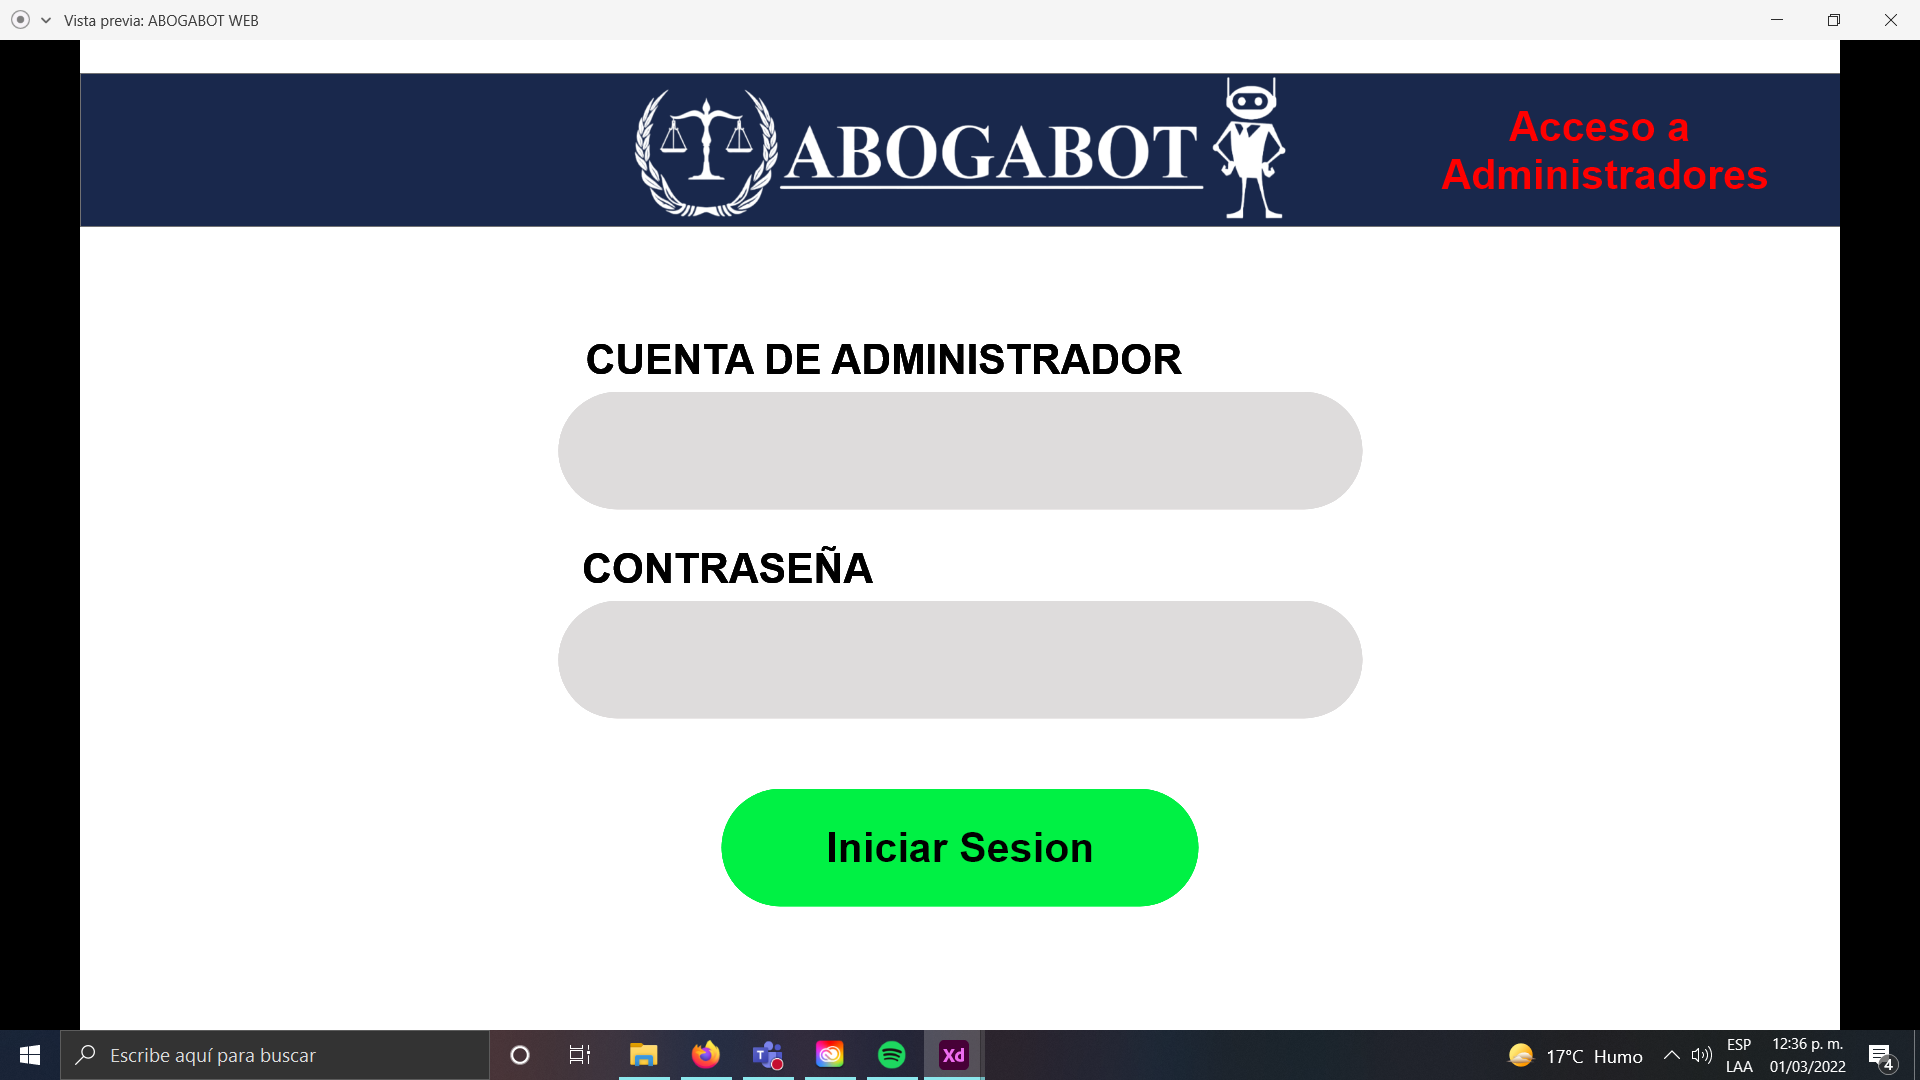 Vista previa: ABOGABOT WEB
ABOGABOT
Acceso a
Administradores
CUENTA DE ADMINISTRADOR
CONTRASEÑA
Iniciar Sesion
Escribe aquí para buscar
T
Xd
17°C Humo
ESP
LAA
12:36 p. m.
01/03/2022
4